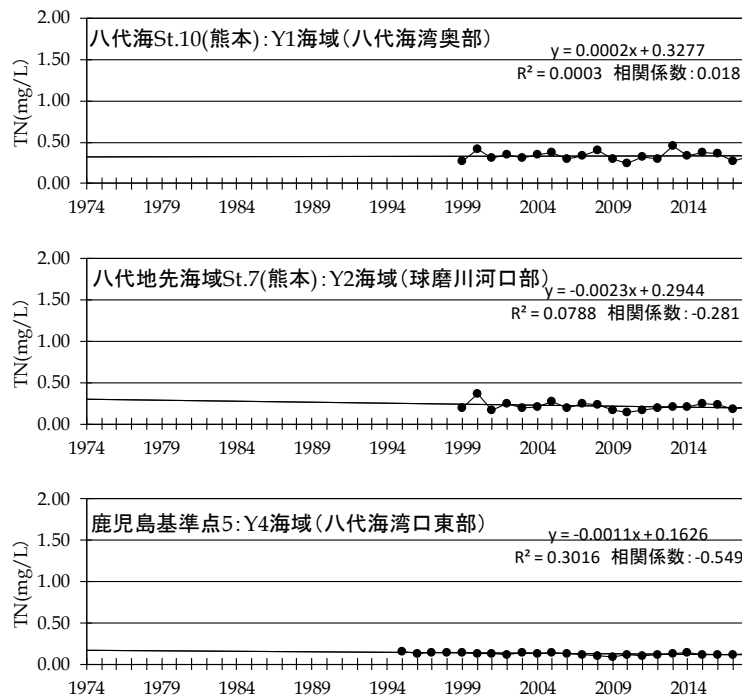 八代海St.10(熊本):Y1海域(八代海湾奥部)
y = 0.0002x + 0.3277
R² = 0.0003 相関係数:0.018
TN(mg/L)
2.00
1.50
1.00
0.50
0.00
1974 1979 1984 1989 1994 1999 2004 2009 2014
八代地先海域St.7(熊本):Y2海域(球磨川河口部)
y = -0.0023x + 0.2944
R² = 0.0788 相関係数:-0.281
TN(mg/L)
2.00
1.50
1.00
0.50
0.00
1974 1979 1984 1989 1994 1999 2004 2009 2014
鹿児島基準点5:Y4海域(八代海湾口東部)
y = -0.0011x + 0.1626
R² = 0.3016 相関係数:-0.549
TN(mg/L)
2.00
1.50
1.00
0.50
0.00
1974 1979 1984 1989 1994 1999 2004 2009 2014